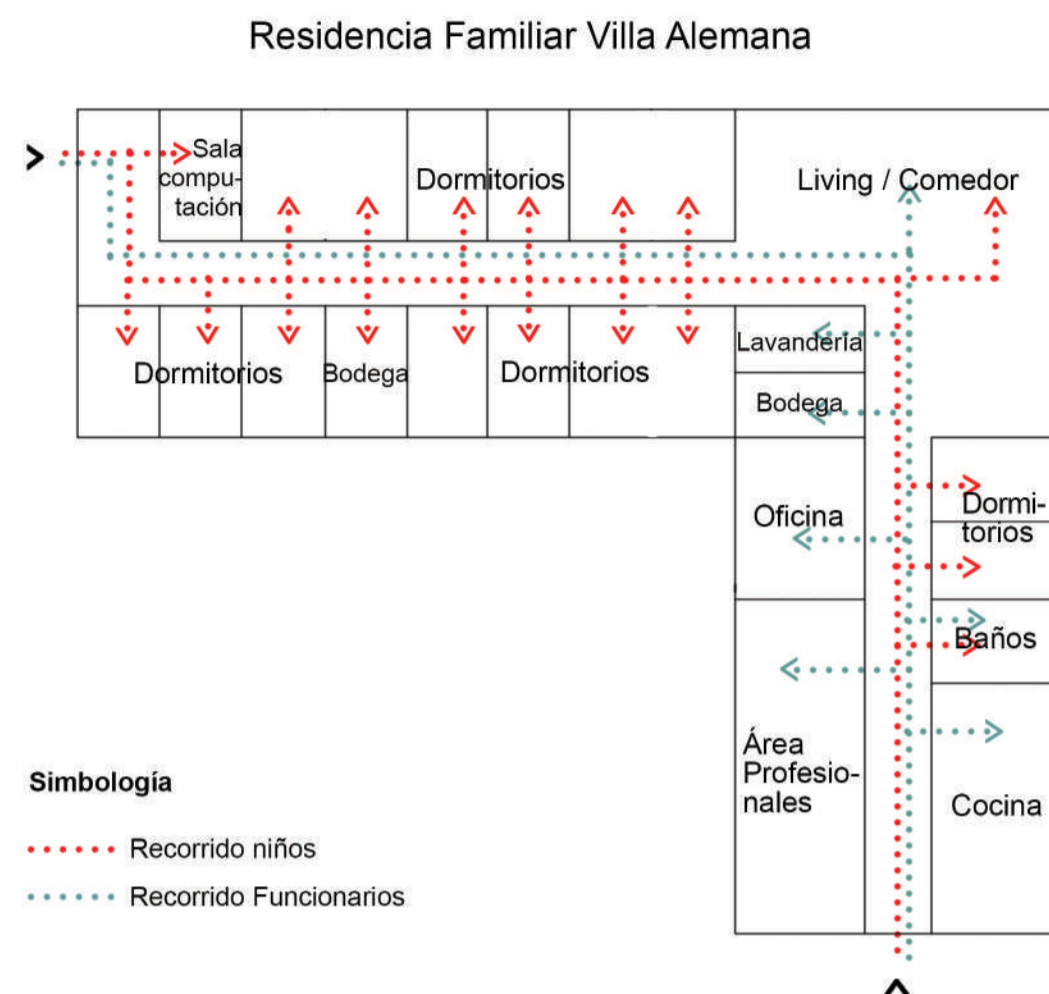 Residencia Familiar Villa Alemana
Sala
compu-
tación
Dormitorios
Living / Comedor
Dormitorios
Bodega
Dormitorios
Lavandería
Bodega
Oficina
Dormi-
torios
Baños
Área
Profesio-
nales
Cocina
Simbología
Recorrido niños
Recorrido Funcionarios